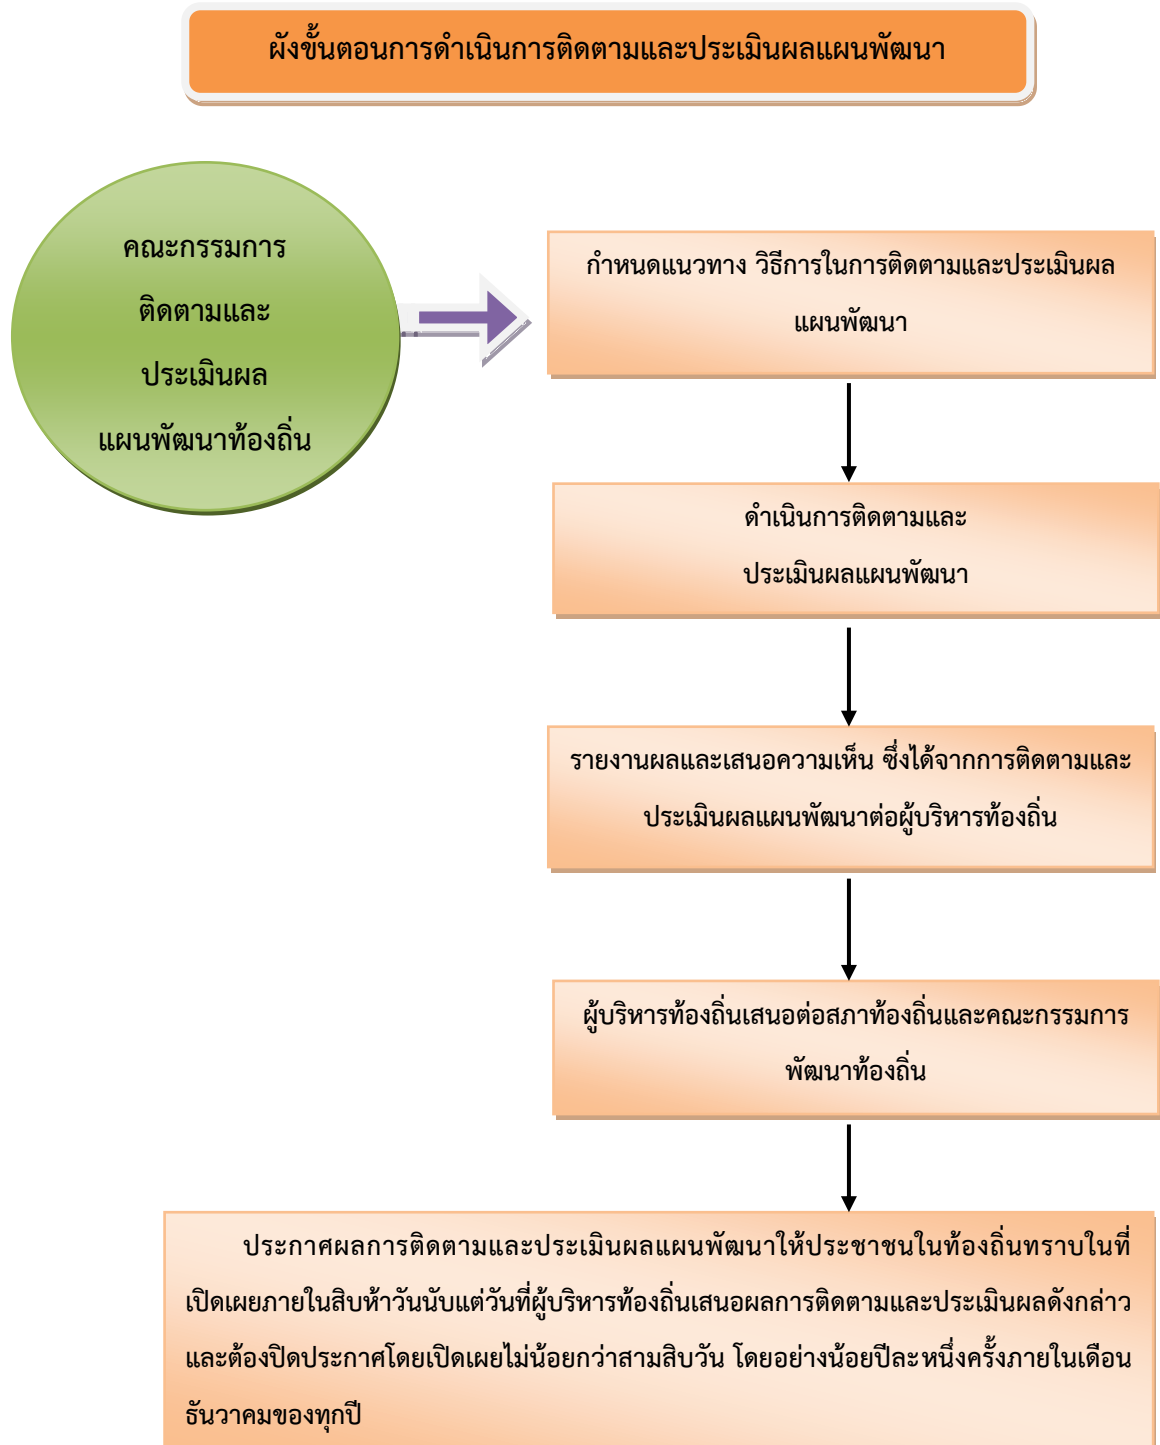 ผังขั้นตอนการดำเนินการติดตามและประเมินผลแผนพัฒนา
คณะกรรมการ
ติดตามและ
ประเมินผล
แผนพัฒนาท้องถิ่น
กำหนดแนวทาง วิธีการในการติดตามและประเมินผล
แผนพัฒนา
ดำเนินการติดตามและ
ประเมินผลแผนพัฒนา
รายงานผลและเสนอความเห็น ซึ่งได้จากการติดตามและ
ประเมินผลแผนพัฒนาต่อผู้บริหารท้องถิ่น
ผู้บริหารท้องถิ่นเสนอต่อสภาท้องถิ่นและคณะกรรมการ
พัฒนาท้องถิ่น
ประกาศผลการติดตามและประเมินผลแผนพัฒนาให้ประชาชนในท้องถิ่นทราบในที่
เปิดเผยภายในสิบห้าวันนับแต่วันที่ผู้บริหารท้องถิ่นเสนอผลการติดตามและประเมินผลดังกล่าว
และต้องปิดประกาศโดยเปิดเผยไม่น้อยกว่าสามสิบวัน โดยอย่างน้อยปีละหนึ่งครั้งภายในเดือน
ธันวาคมของทุกปี